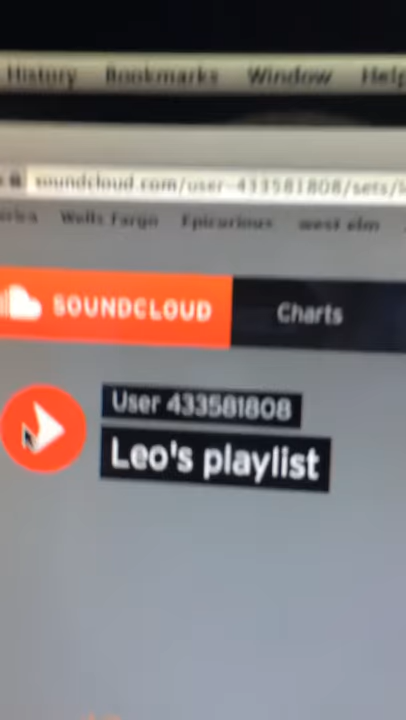 History Bookmarks Window Help
soundcloud.com/user-433581808/sets/
Wells Fargo Epicurious west elm
SOUNDCLOUD Charts
User 433581808
Leo's playlist